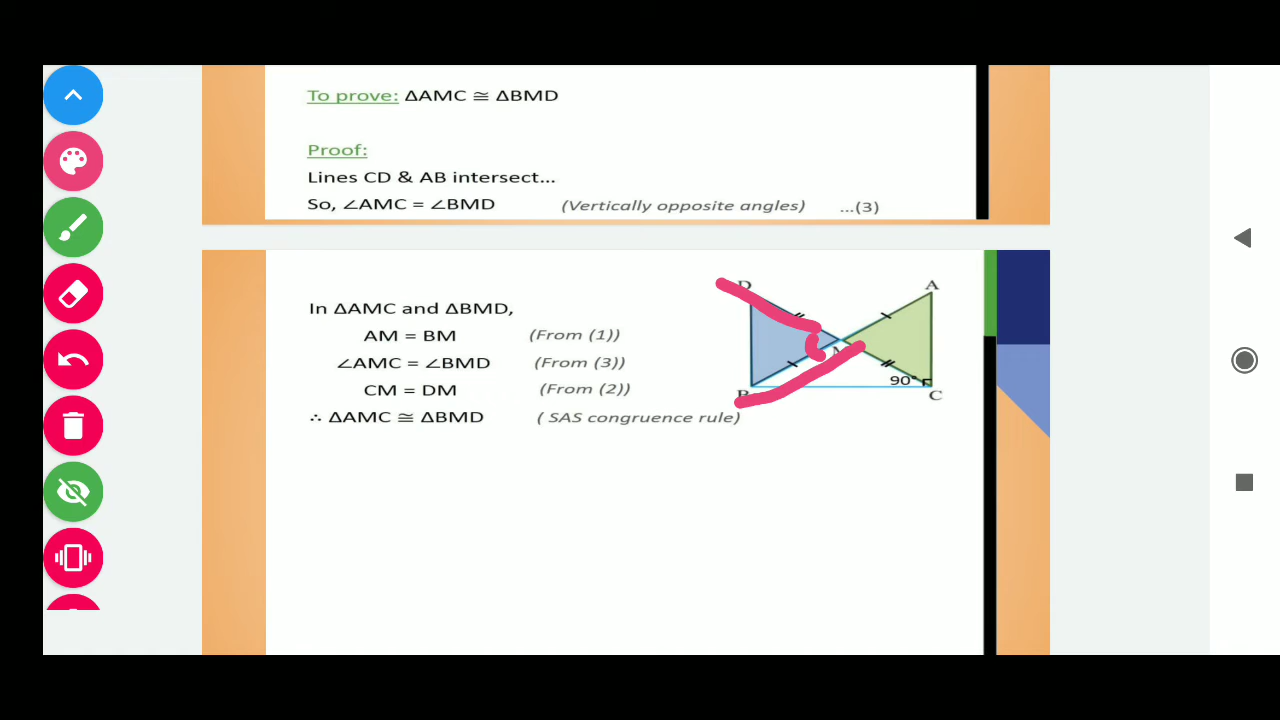 To prove: ΔAMC ≅ ΔBMD
Proof:
Lines CD & AB intersect...
So, ∠AMC = ∠BMD (Vertically opposite angles) ...(3)
In ΔAMC and ΔBMD,
AM = BM (From (1))
∠AMC = ∠BMD (From (3))
CM = DM (From (2))
∴ ΔAMC ≅ ΔBMD ( SAS congruence rule)
D A
M
90°
B C